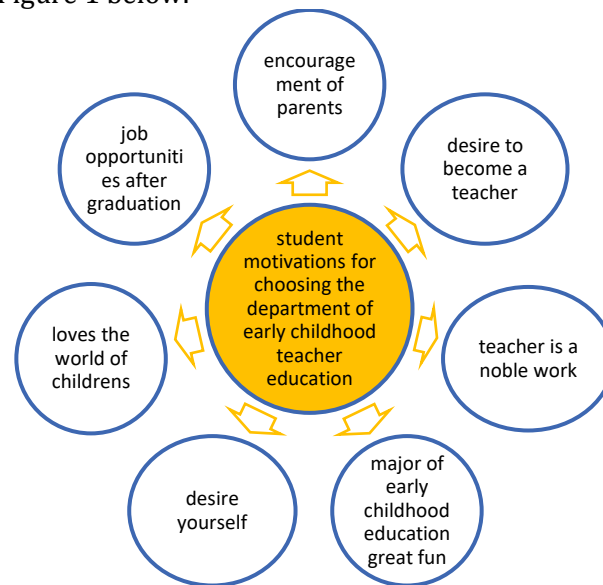 Figure 1 below.
encourage
ment of
parents
desire to
become a
teacher
teacher is a
noble work
major of
early
childhood
education
great fun
desire
yourself
loves the
world of
childrens
job
opportuniti
es after
graduation
student
motivations for
choosing the
department of
early childhood
teacher
education